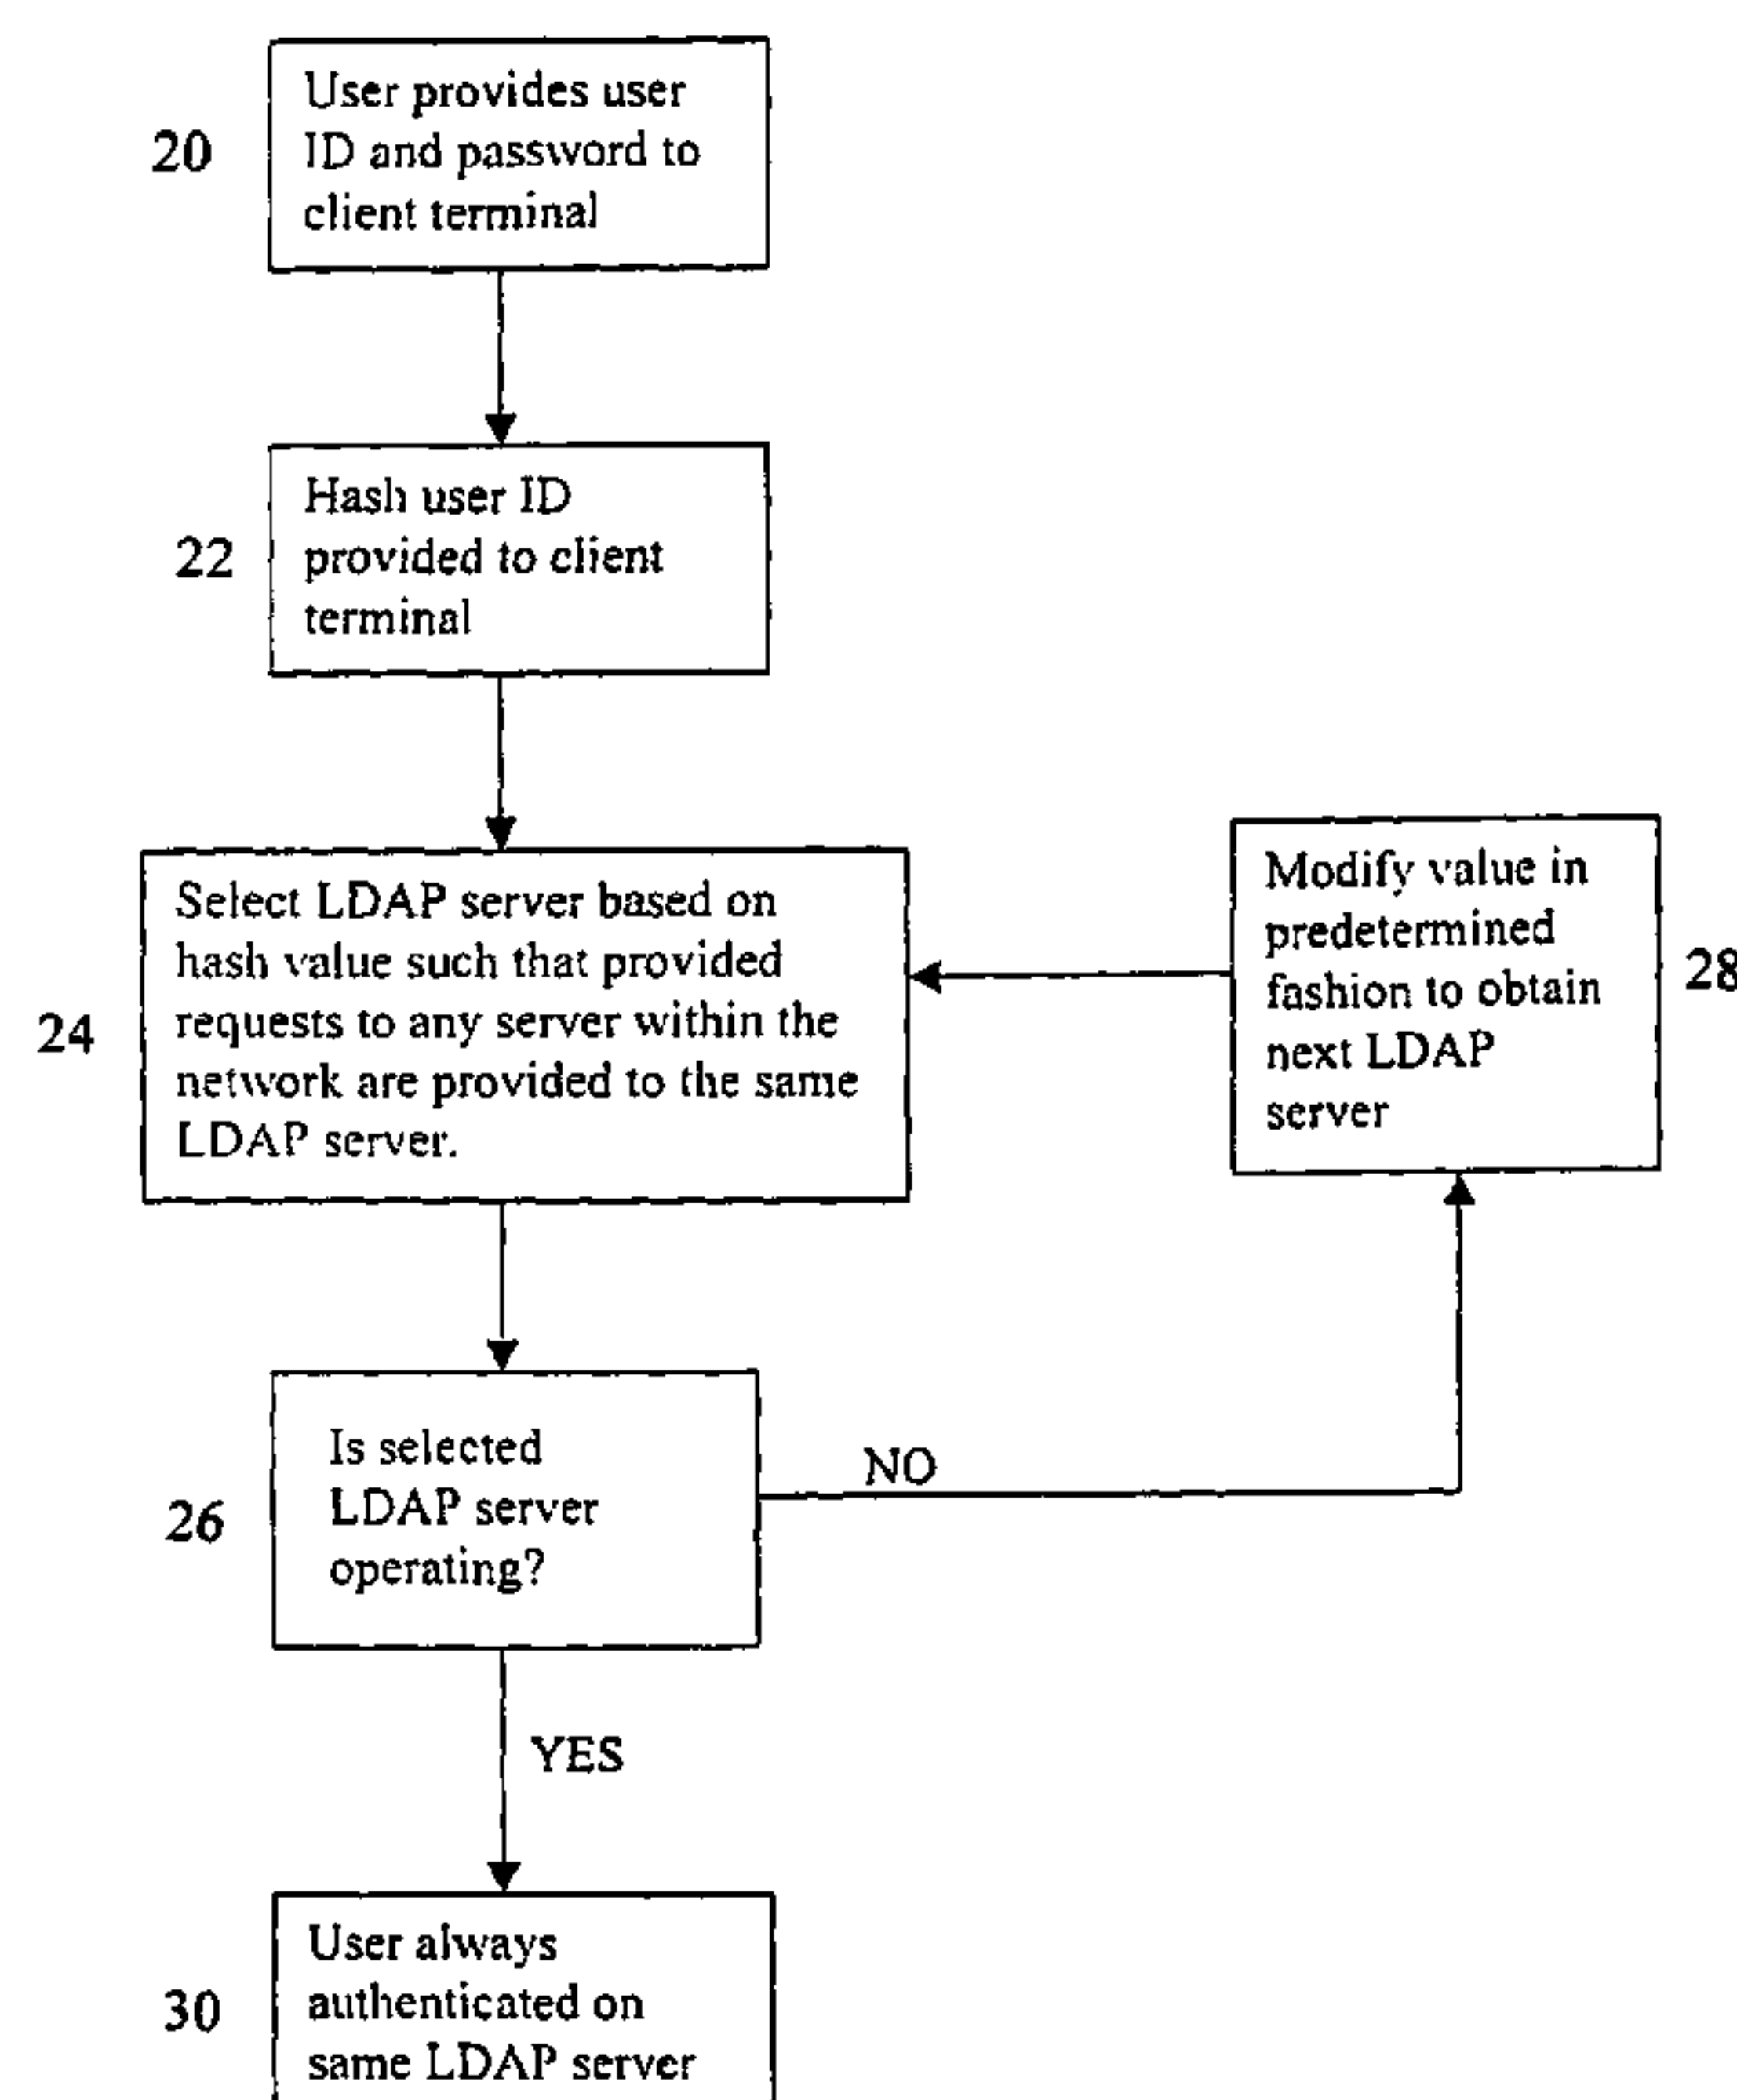 User provides user
ID and password to
client terminal
20
Hash user ID
provided to client
terminal
22
Select LDAP server based on
hash value such that provided
requests to any server within the
network are provided to the same
LDAP server.
24
Modify value in
predetermined
fashion to obtain
next LDAP
server
28
Is selected
LDAP server
operating?
26
NO
YES
User always
authenticated on
same LDAP server
30